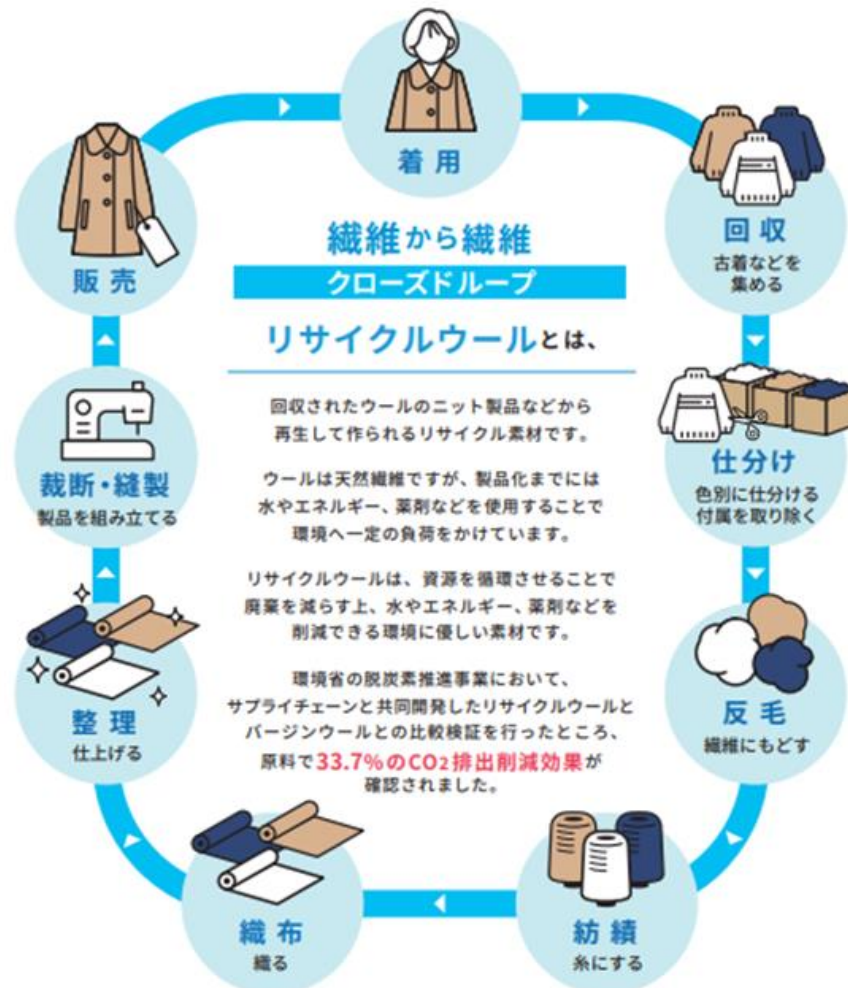 着用
回収
古着などを
集める
仕分け
色別に仕分ける
付属を取り除く
反毛
繊維にもどす
紡績
糸にする
織布
織る
整理
仕上げる
裁断・縫製
製品を組み立てる
販売
繊維から繊維
クローズドループ
リサイクルウールとは、
回収されたウールのニット製品などから
再生して作られるリサイクル素材です。
ウールは天然繊維ですが、製品化までには
水やエネルギー、薬剤などを使用することで
環境へ一定の負荷をかけています。
リサイクルウールは、資源を循環させることで
廃棄を減らす上、水やエネルギー、薬剤などを
削減できる環境に優しい素材です。
環境省の脱炭素推進事業において、
サプライチェーンと共同開発したリサイクルウールと
バージンウールとの比較検証を行ったところ、
原料で33.7%のCO2排出削減効果が
確認されました。